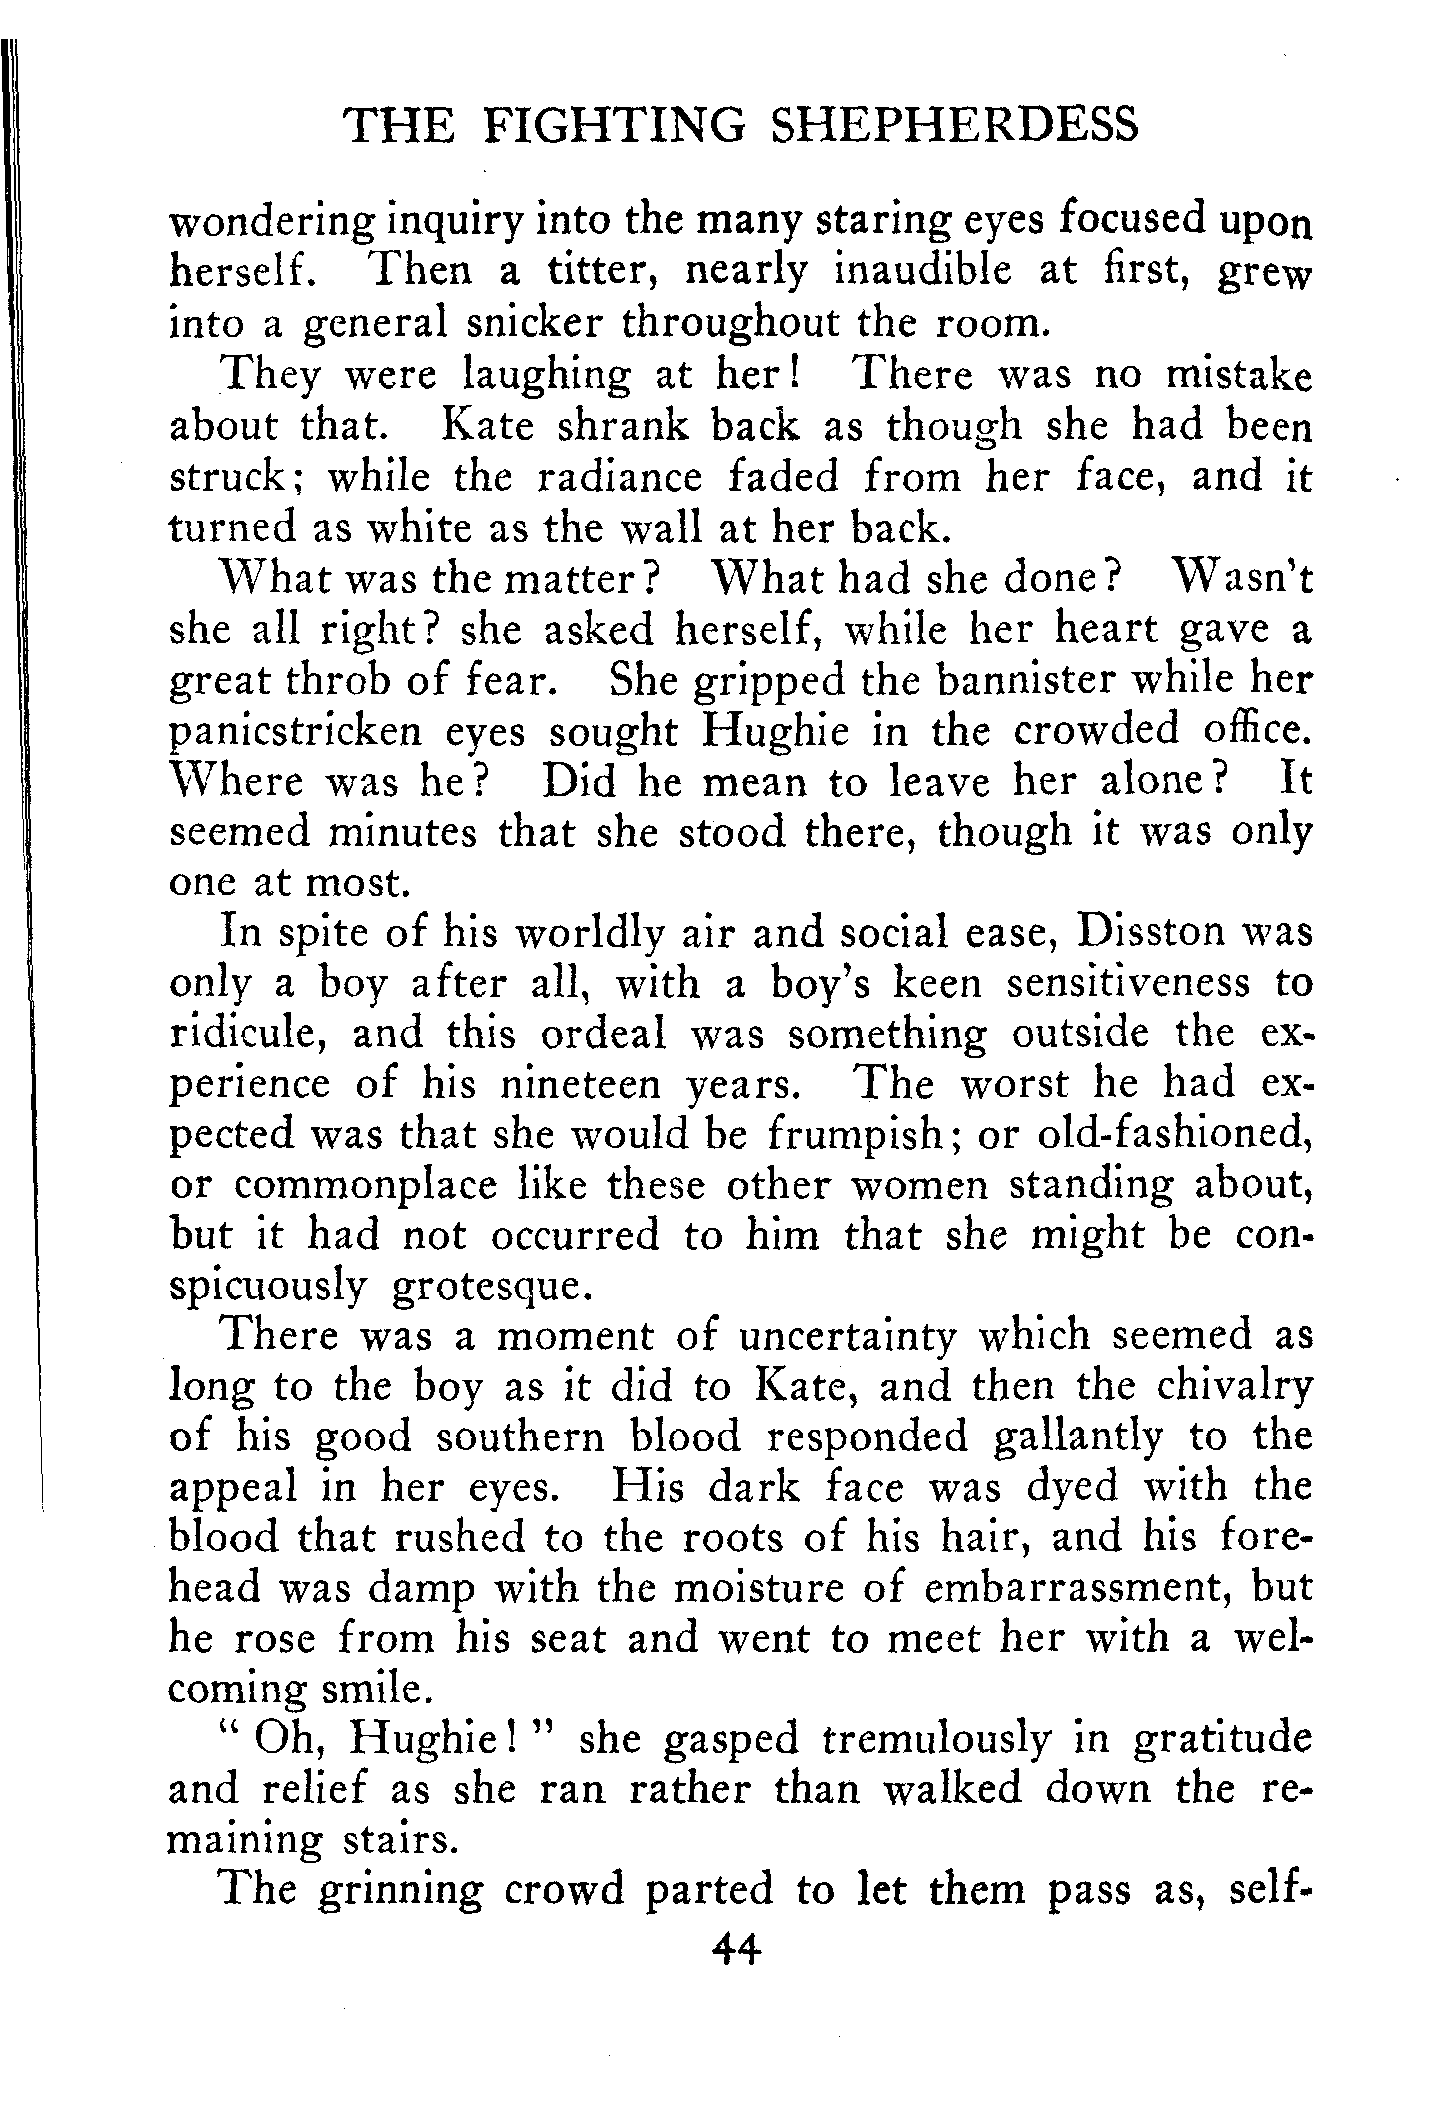 THE FIGHTING SHEPHERDESS
wondering inquiry into the many staring eyes focused upon
herself. Then a titter, nearly inaudible at first, grew
into a general snicker throughout the room.
They were laughing at her! There was no mistake
about that. Kate shrank back as though she had been
struck; while the radiance faded from her face, and it
turned as white as the wall at her back.
What was the matter? What had she done? Wasn't
she all right? she asked herself, while her heart gave a
great throb of fear. She gripped the bannister while her
panicstricken eyes sought Hughie in the crowded office.
Where was he? Did he mean to leave her alone? It
seemed minutes that she stood there, though it was only
one at most.
In spite of his worldly air and social ease, Disston was
only a boy after all, with a boy's keen sensitiveness to
ridicule, and this ordeal was something outside the ex-
perience of his nineteen years. The worst he had ex-
pected was that she would be frumpish; or old-fashioned,
or commonplace like these other women standing about,
but it had not occurred to him that she might be con-
spicuously grotesque.
There was a moment of uncertainty which seemed as
long to the boy as it did to Kate, and then the chivalry
of his good southern blood responded gallantly to the
appeal in her eyes. His dark face was dyed with the
blood that rushed to the roots of his hair, and his fore-
head was damp with the moisture of embarrassment, but
he rose from his seat and went to meet her with a wel-
coming smile.
" Oh, Hughie! " she gasped tremulously in gratitude
and relief as she ran rather than walked down the re-
maining stairs.
The grinning crowd parted to let them pass as, self-
44